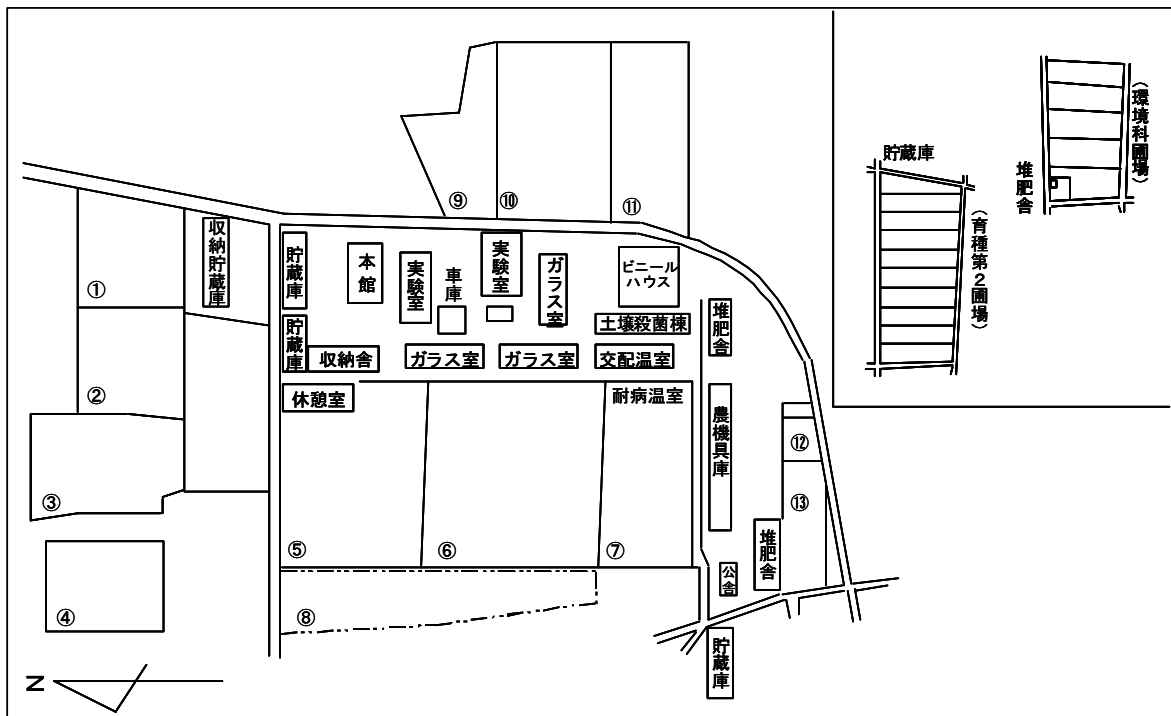 ⑨
⑩
⑪
収納貯蔵庫
貯蔵庫
本館
実験室
車庫
実験室
ガラス室
ビニール
ハウス
①
貯蔵庫
収納舎
ガラス室
ガラス室
土壌殺菌棟
交配温室
堆肥舎
②
休憩室
耐病温室
農機具庫
⑫
③
⑬
⑤
⑥
⑦
堆肥舎
公舎
④
⑧
貯蔵庫
N
貯蔵庫
(育種第2圃場)
堆肥舎
(環境科圃場)